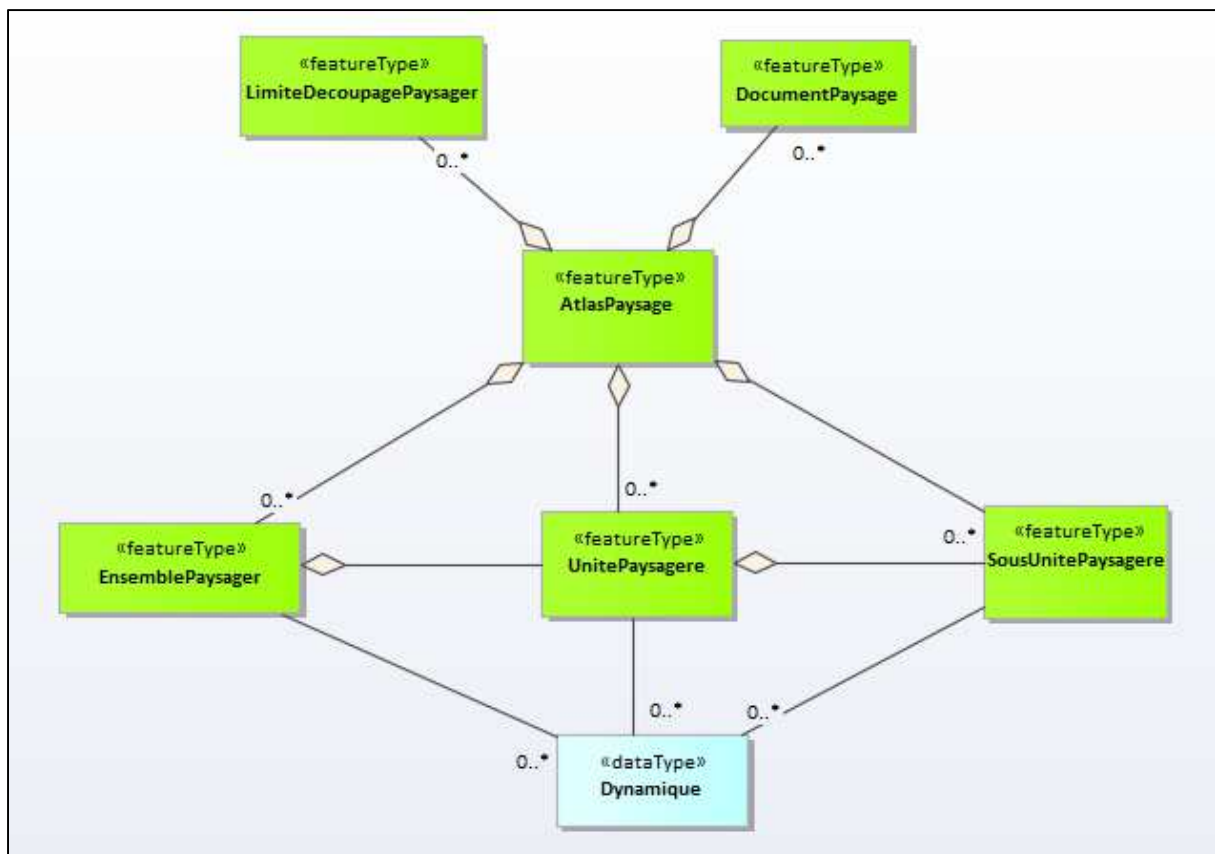 «featureType»
LimiteDecoupagePaysager
«featureType»
DocumentPaysage
0..*
0..*
«featureType»
AtlasPaysage
0..*
0..*
0..*
«featureType»
EnsemblePaysager
«featureType»
UnitePaysagere
«featureType»
SousUnitePaysagere
0..*
0..*
0..*
«dataType»
Dynamique